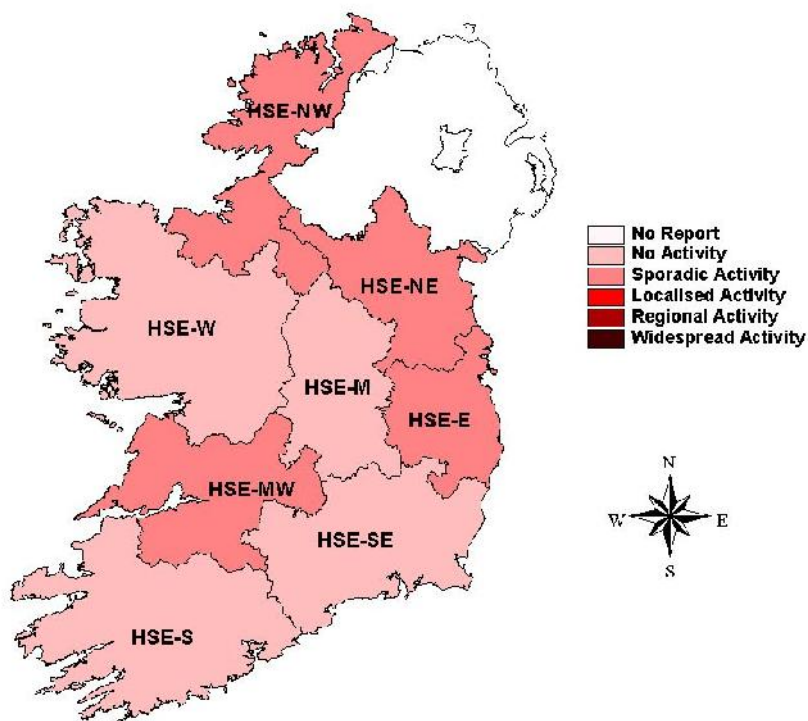 HSE-NW
No Report
No Activity
Sporadic Activity
Localised Activity
Regional Activity
Widespread Activity
HSE-NE
HSE-W
HSE-M
HSE-E
HSE-MW
HSE-SE
HSE-S
N
W E
S